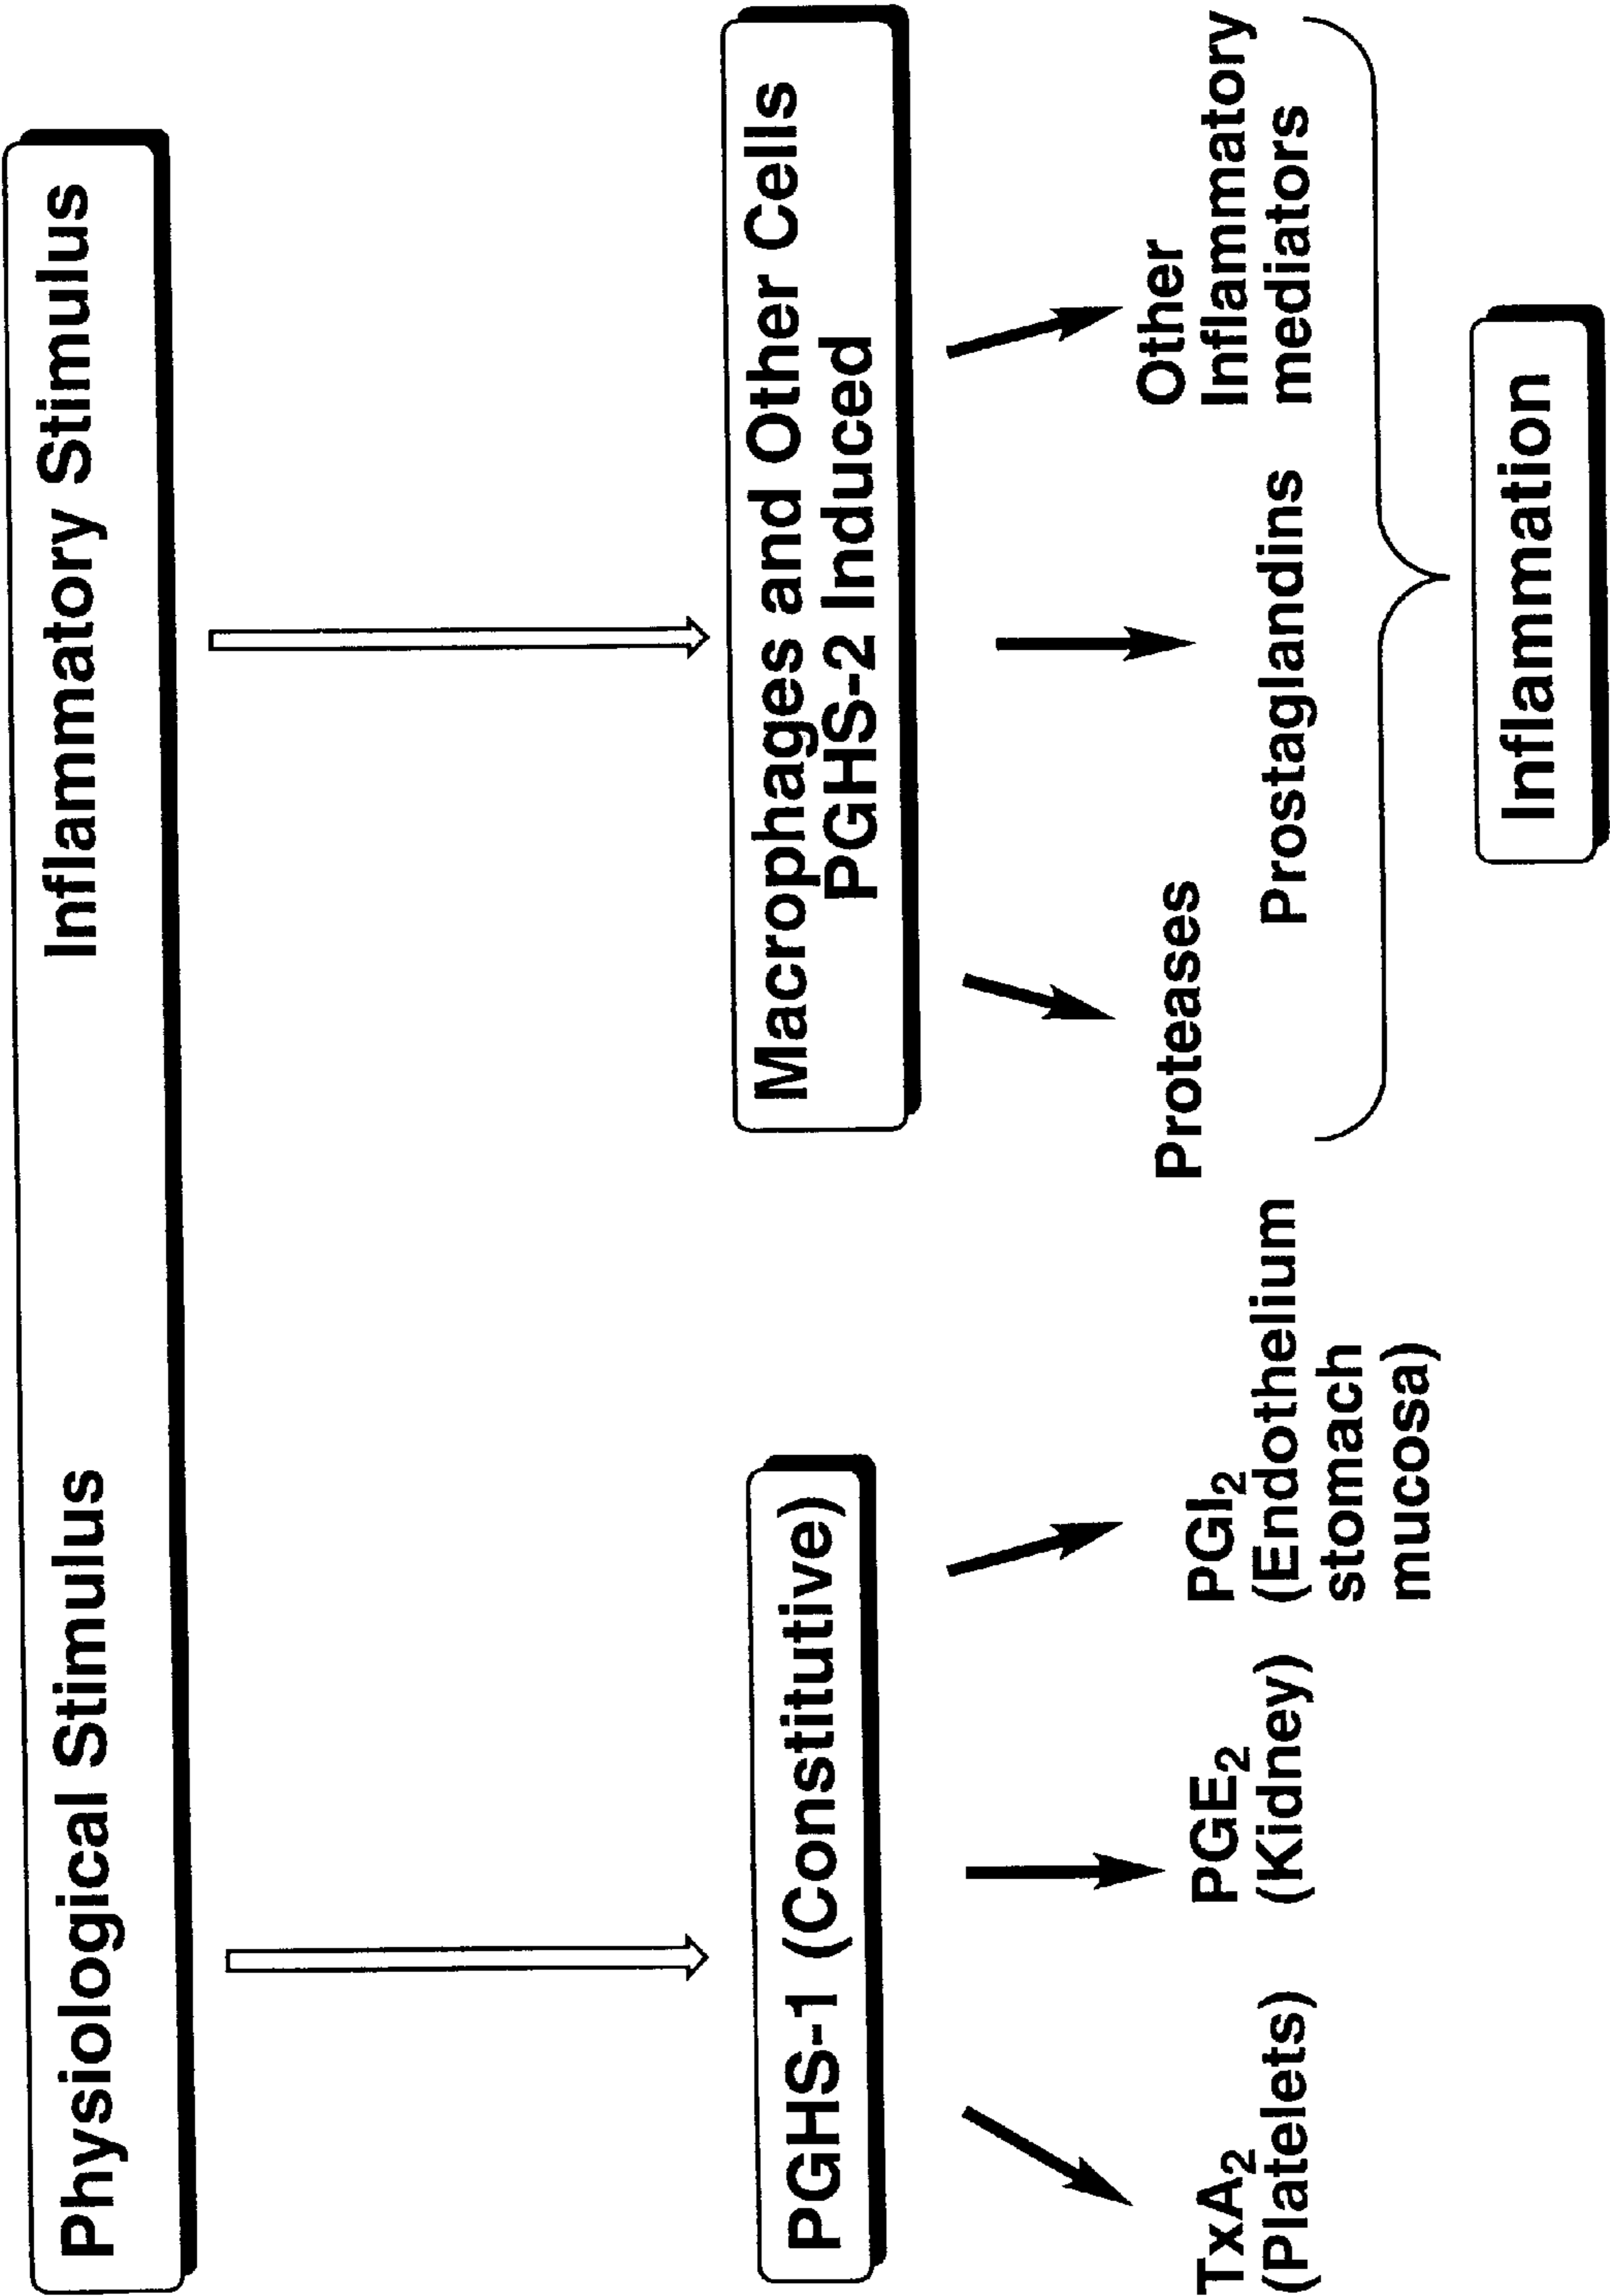 Physiological Stimulus
Inflammatory Stimulus
PGHS-1 (Constitutive)
Macrophages and Other Cells
PGHS-2 Induced
TxA₂
(Platelets)
PGE₂
(Kidney)
PGI₂
(Endothelium
stomach
mucosa)
Proteases
Prostaglandins
Other
Inflammatory
mediators
Inflammation